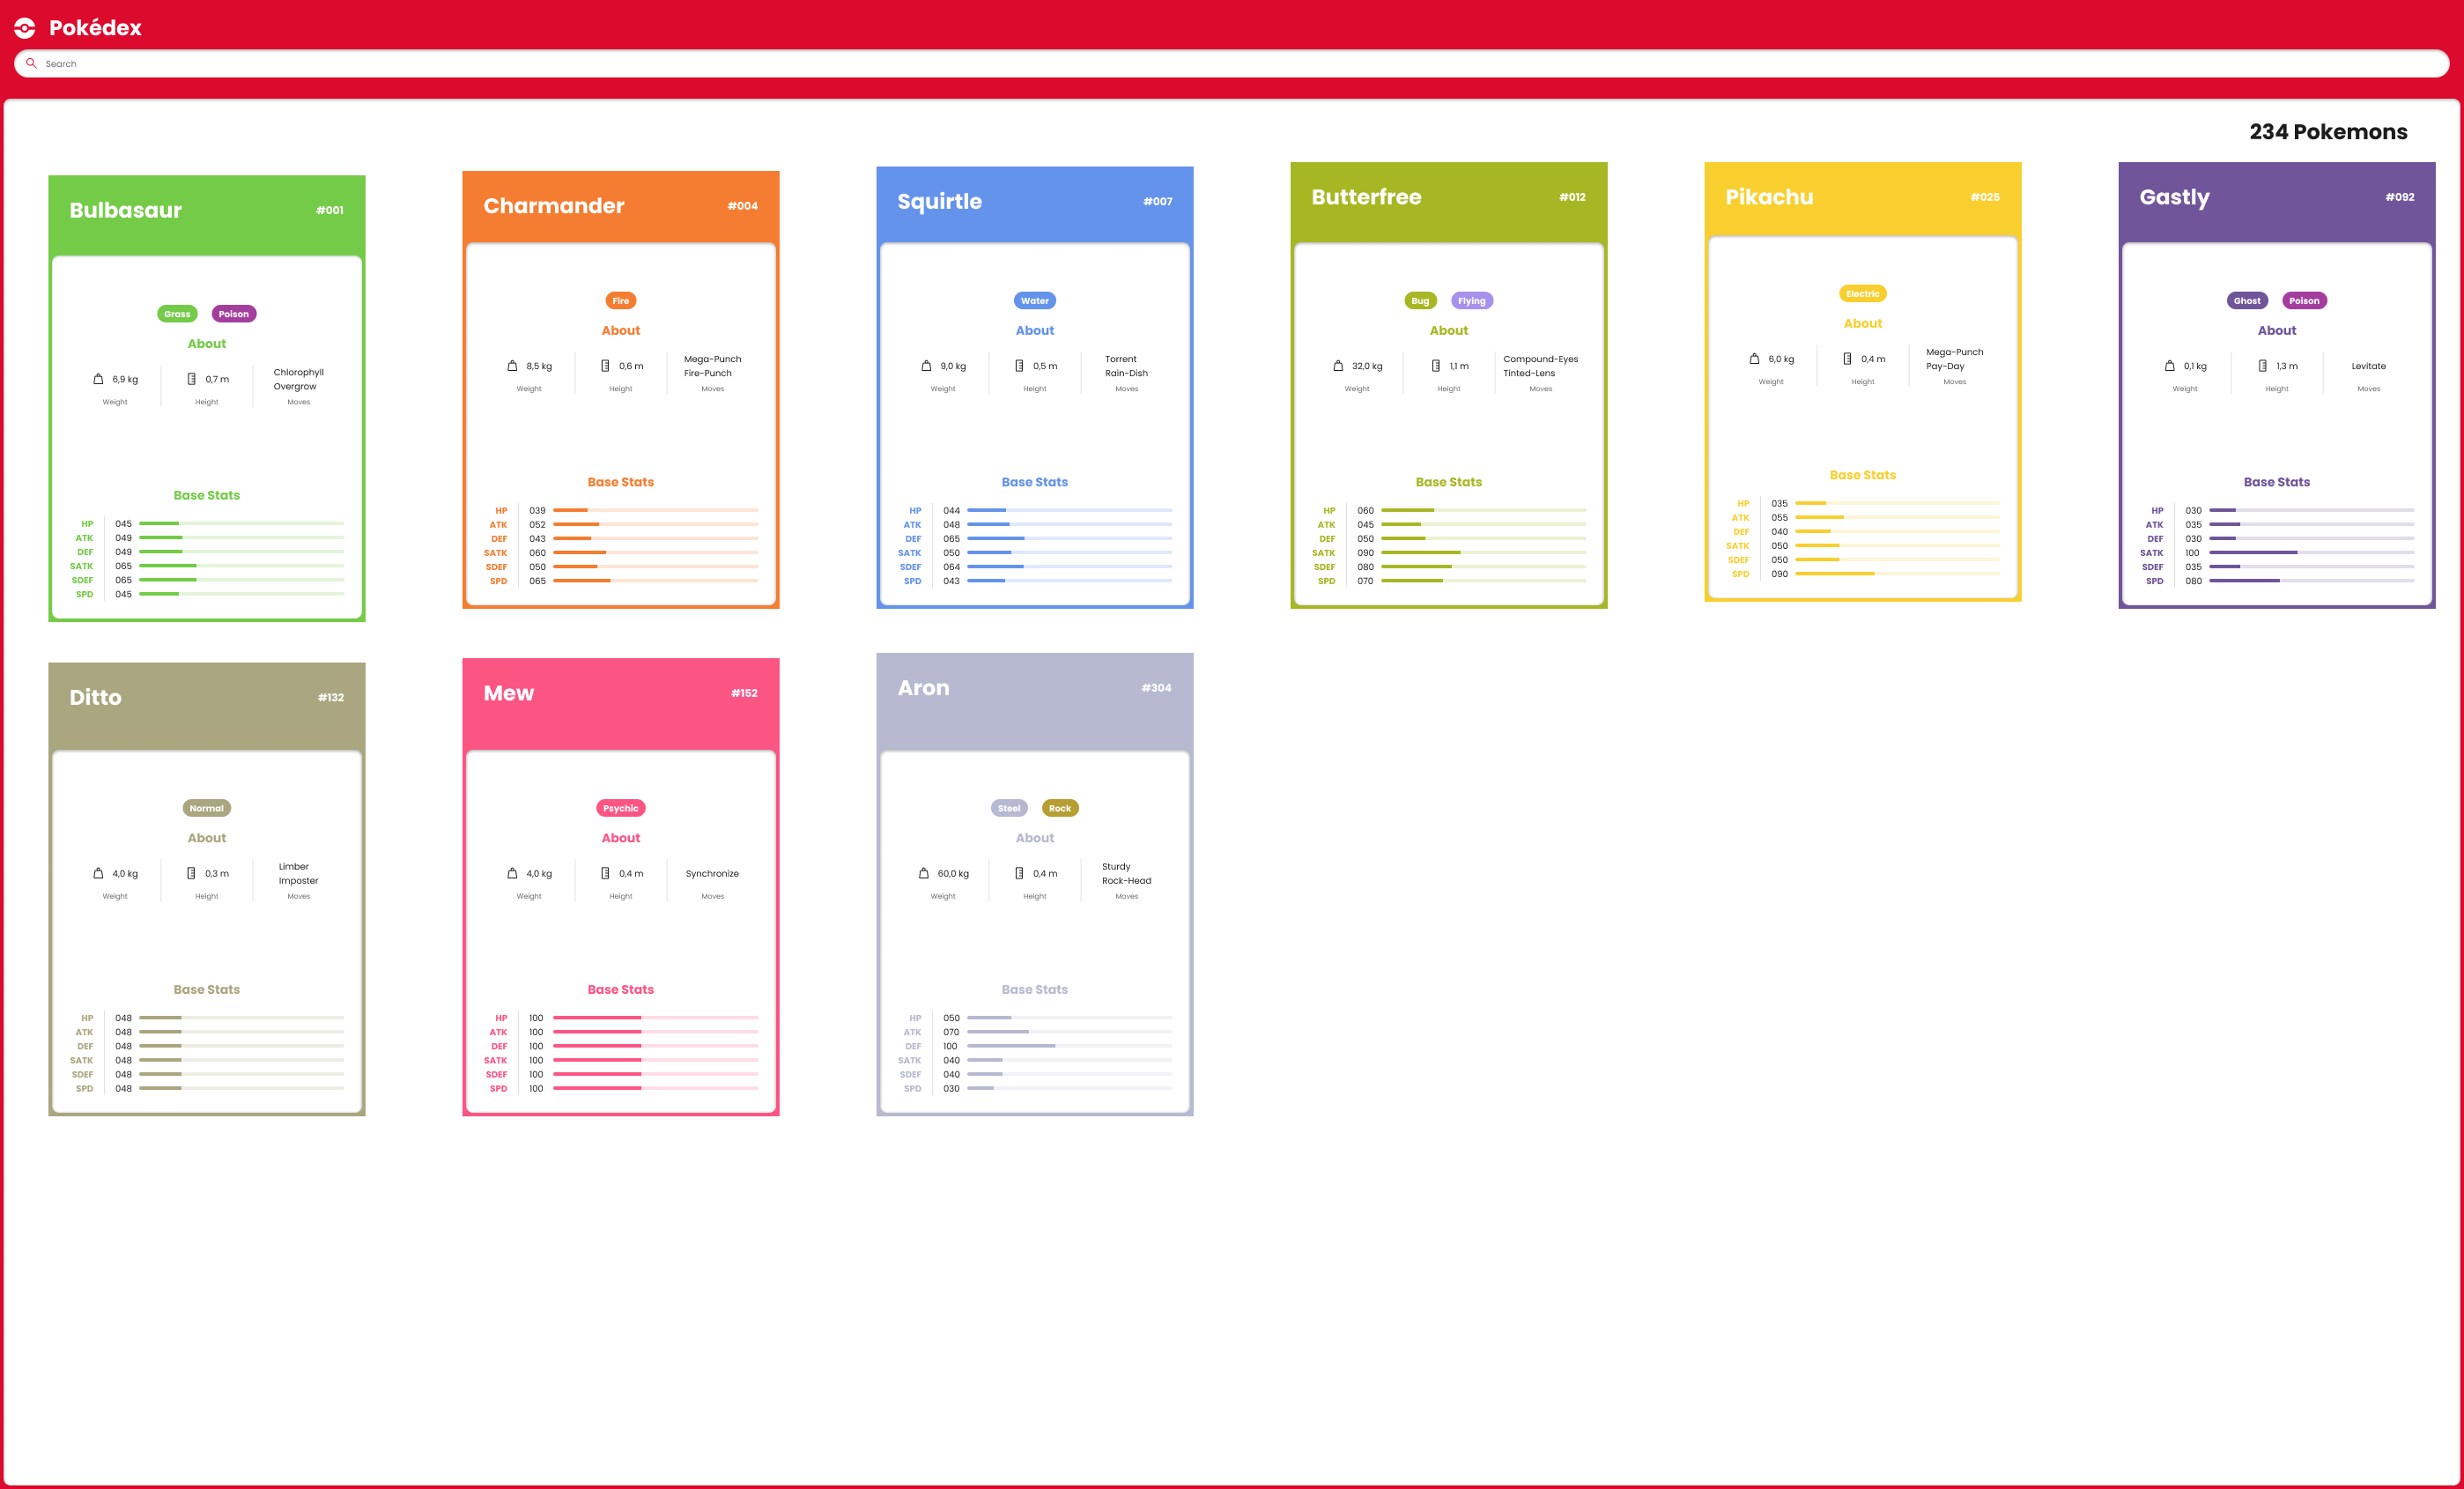 Pokédex
Search
234 Pokemons
Bulbasaur #001
Grass Poison
About
6,9 kg 0,7 m Chlorophyll
Overgrow
Weight Height Moves
Base Stats
HP 045
ATK 049
DEF 049
SATK 065
SDEF 065
SPD 045
Charmander #004
Fire
About
8,5 kg 0,6 m Mega-Punch
Fire-Punch
Weight Height Moves
Base Stats
HP 039
ATK 052
DEF 043
SATK 060
SDEF 050
SPD 065
Squirtle #007
Water
About
9,0 kg 0,5 m Torrent
Rain-Dish
Weight Height Moves
Base Stats
HP 044
ATK 048
DEF 065
SATK 050
SDEF 064
SPD 043
Butterfree #012
Bug Flying
About
32,0 kg 1,1 m Compound-Eyes
Tinted-Lens
Weight Height Moves
Base Stats
HP 060
ATK 045
DEF 050
SATK 090
SDEF 080
SPD 070
Pikachu #025
Electric
About
6,0 kg 0,4 m Mega-Punch
Pay-Day
Weight Height Moves
Base Stats
HP 035
ATK 055
DEF 040
SATK 050
SDEF 050
SPD 090
Gastly #092
Ghost Poison
About
0,1 kg 1,3 m Levitate
Weight Height Moves
Base Stats
HP 030
ATK 035
DEF 030
SATK 100
SDEF 035
SPD 080
Ditto #132
Normal
About
4,0 kg 0,3 m Limber
Imposter
Weight Height Moves
Base Stats
HP 048
ATK 048
DEF 048
SATK 048
SDEF 048
SPD 048
Mew #152
Psychic
About
4,0 kg 0,4 m Synchronize
Weight Height Moves
Base Stats
HP 100
ATK 100
DEF 100
SATK 100
SDEF 100
SPD 100
Aron #304
Steel Rock
About
60,0 kg 0,4 m Sturdy
Rock-Head
Weight Height Moves
Base Stats
HP 050
ATK 070
DEF 100
SATK 040
SDEF 040
SPD 030